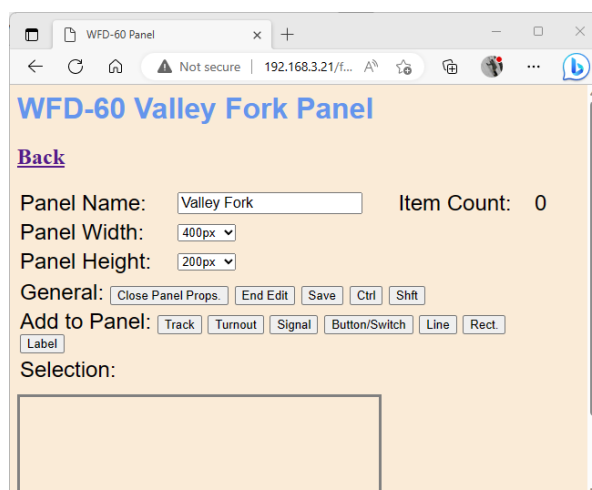 WFD-60 Panel
Not secure | 192.168.3.21/f...
WFD-60 Valley Fork Panel
Back
Panel Name: Valley Fork Item Count: 0
Panel Width: 400px
Panel Height: 200px
General: Close Panel Props. End Edit Save Ctrl Shft
Add to Panel: Track Turnout Signal Button/Switch Line Rect.
Label
Selection: